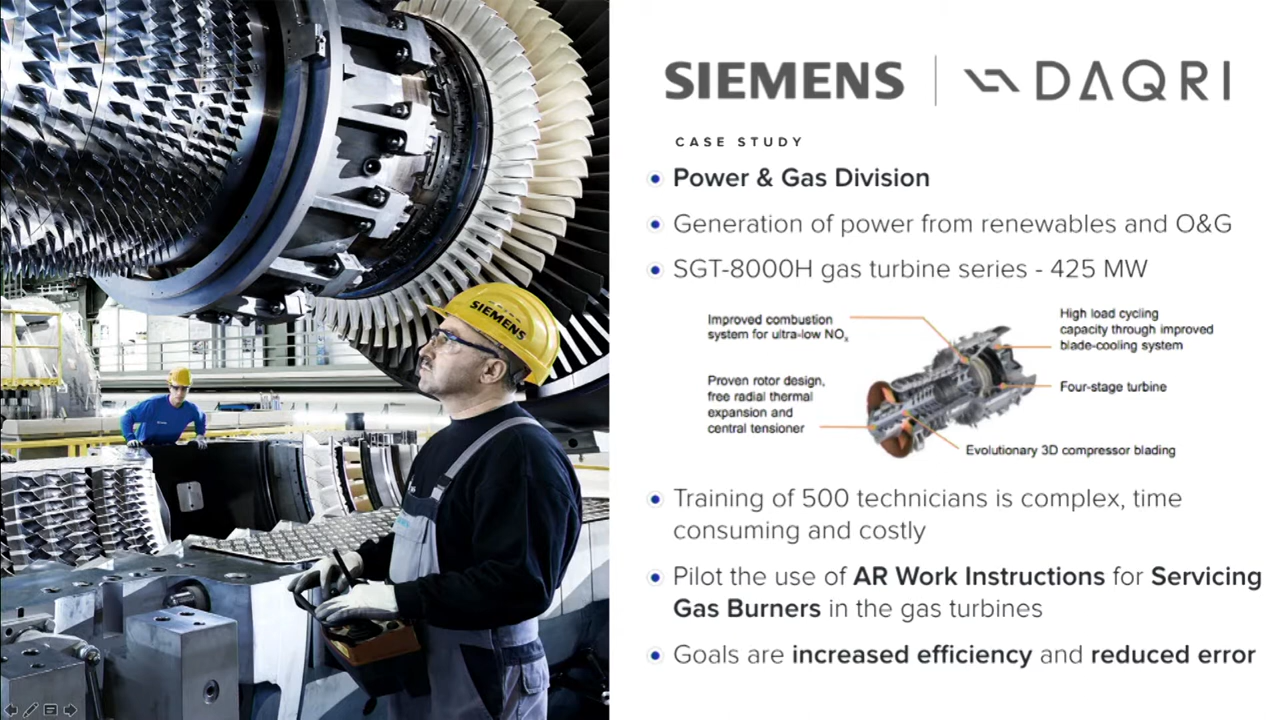 SIEMENS | DAQRI
CASE STUDY
• Power & Gas Division
• Generation of power from renewables and O&G
• SGT-8000H gas turbine series - 425 MW
Improved combustion
system for ultra-low NOx
High load cycling
capacity through improved
blade-cooling system
Proven rotor design,
free radial thermal
expansion and
central tensioner
Four-stage turbine
Evolutionary 3D compressor blading
• Training of 500 technicians is complex, time
consuming and costly
• Pilot the use of AR Work Instructions for Servicing
Gas Burners in the gas turbines
• Goals are increased efficiency and reduced error
SIEMENS